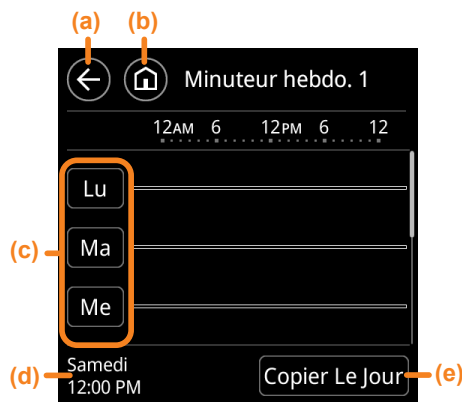 (a) (b)
Minuteur hebdo. 1
12AM 6 12PM 6 12
Lu
(c) Ma
Me
(d) Samedi
12:00 PM
Copier Le Jour (e)